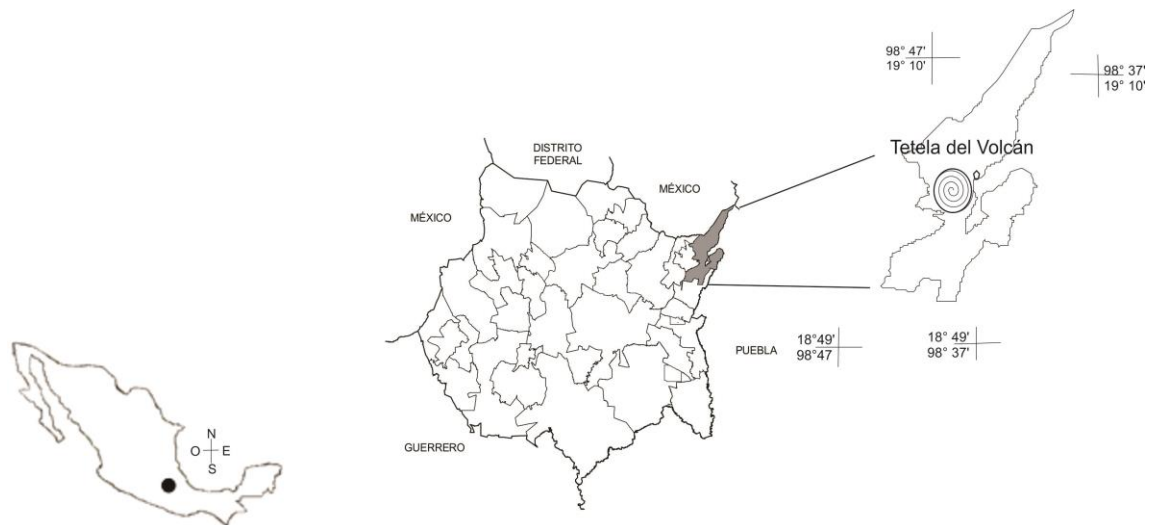 98° 47'
19° 10'
98° 37'
19° 10'
Tetela del Volcán
DISTRITO
FEDERAL
MÉXICO
MÉXICO
PUEBLA
18°49'
98°47
18° 49'
98° 37'
GUERRERO
N
O E
S